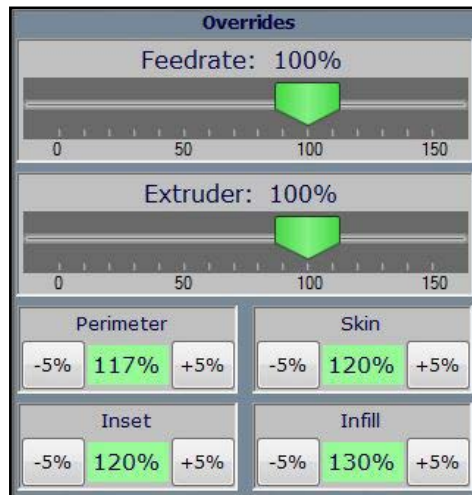 Overrides
Feedrate: 100%
0 50 100 150
Extruder: 100%
0 50 100 150
Perimeter Skin
-5% 117% +5% -5% 120% +5%
Inset Infill
-5% 120% +5% -5% 130% +5%